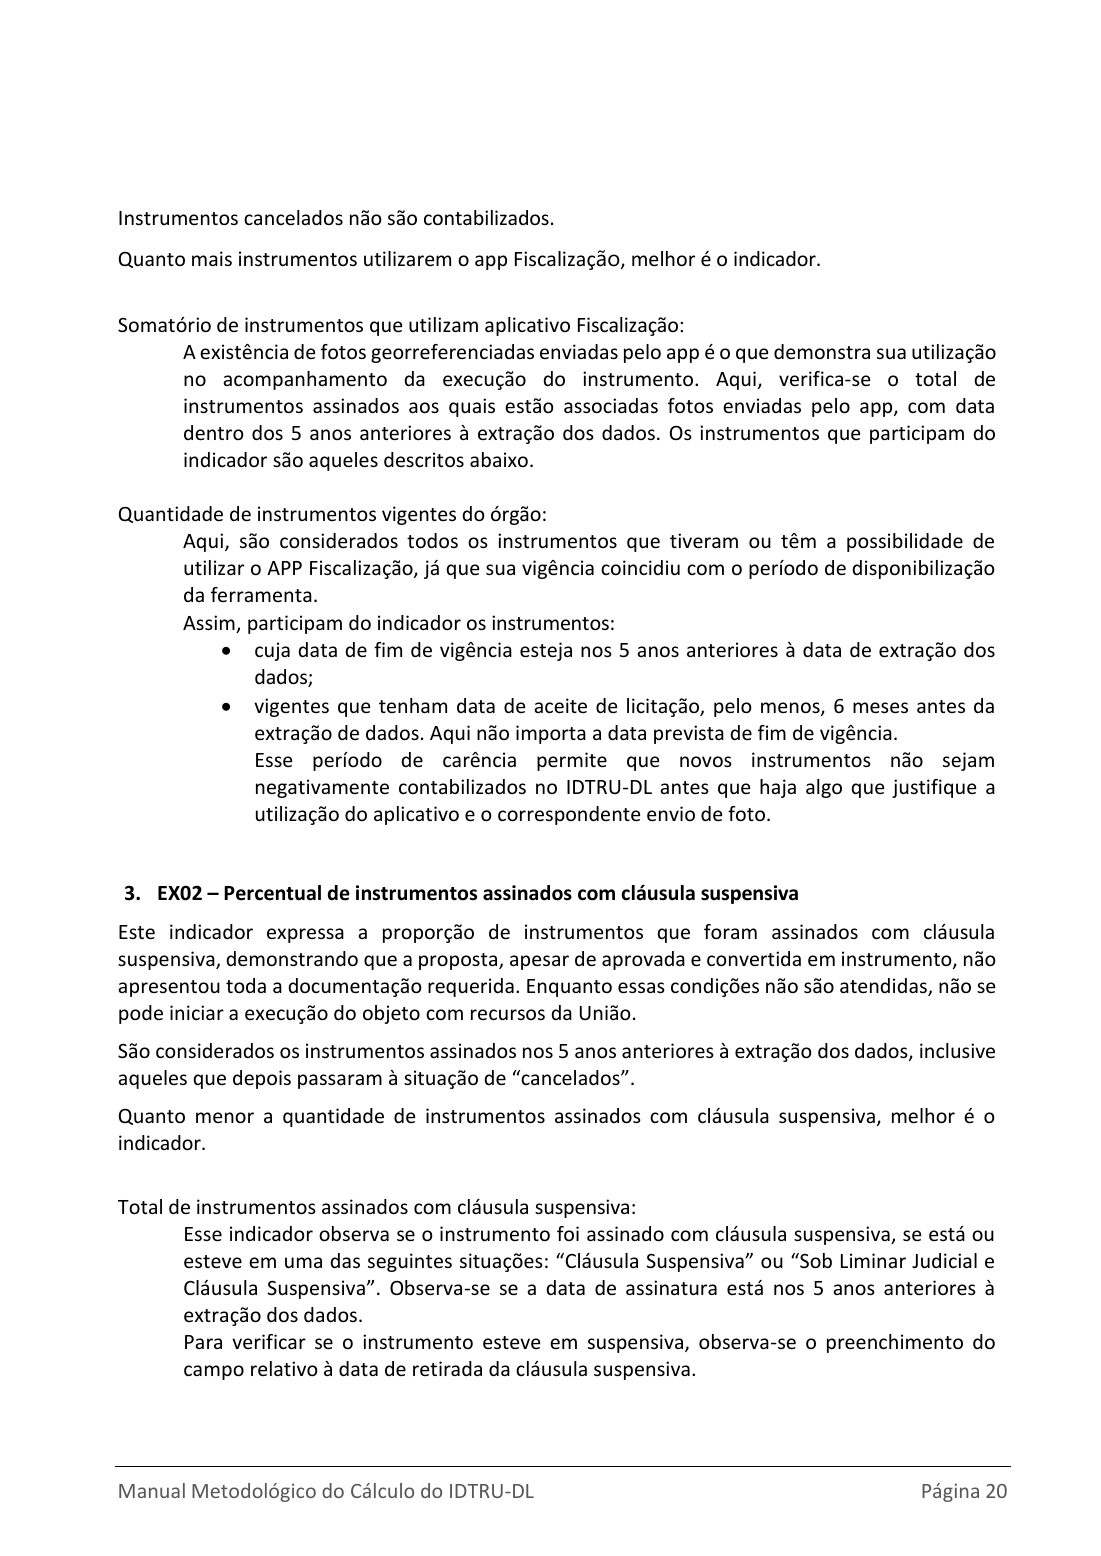 Instrumentos cancelados não são contabilizados.
Quanto mais instrumentos utilizarem o app Fiscalização, melhor é o indicador.
Somatório de instrumentos que utilizam aplicativo Fiscalização:
A existência de fotos georreferenciadas enviadas pelo app é o que demonstra sua utilização
no acompanhamento da execução do instrumento. Aqui, verifica-se o total de
instrumentos assinados aos quais estão associadas fotos enviadas pelo app, com data
dentro dos 5 anos anteriores à extração dos dados. Os instrumentos que participam do
indicador são aqueles descritos abaixo.
Quantidade de instrumentos vigentes do órgão:
Aqui, são considerados todos os instrumentos que tiveram ou têm a possibilidade de
utilizar o APP Fiscalização, já que sua vigência coincidiu com o período de disponibilização
da ferramenta.
Assim, participam do indicador os instrumentos:
• cuja data de fim de vigência esteja nos 5 anos anteriores à data de extração dos
dados;
• vigentes que tenham data de aceite de licitação, pelo menos, 6 meses antes da
extração de dados. Aqui não importa a data prevista de fim de vigência.
Esse período de carência permite que novos instrumentos não sejam
negativamente contabilizados no IDTRU-DL antes que haja algo que justifique a
utilização do aplicativo e o correspondente envio de foto.
3. EX02 – Percentual de instrumentos assinados com cláusula suspensiva
Este indicador expressa a proporção de instrumentos que foram assinados com cláusula
suspensiva, demonstrando que a proposta, apesar de aprovada e convertida em instrumento, não
apresentou toda a documentação requerida. Enquanto essas condições não são atendidas, não se
pode iniciar a execução do objeto com recursos da União.
São considerados os instrumentos assinados nos 5 anos anteriores à extração dos dados, inclusive
aqueles que depois passaram à situação de “cancelados”.
Quanto menor a quantidade de instrumentos assinados com cláusula suspensiva, melhor é o
indicador.
Total de instrumentos assinados com cláusula suspensiva:
Esse indicador observa se o instrumento foi assinado com cláusula suspensiva, se está ou
esteve em uma das seguintes situações: “Cláusula Suspensiva” ou “Sob Liminar Judicial e
Cláusula Suspensiva”. Observa-se se a data de assinatura está nos 5 anos anteriores à
extração dos dados.
Para verificar se o instrumento esteve em suspensiva, observa-se o preenchimento do
campo relativo à data de retirada da cláusula suspensiva.
Manual Metodológico do Cálculo do IDTRU-DL Página 20